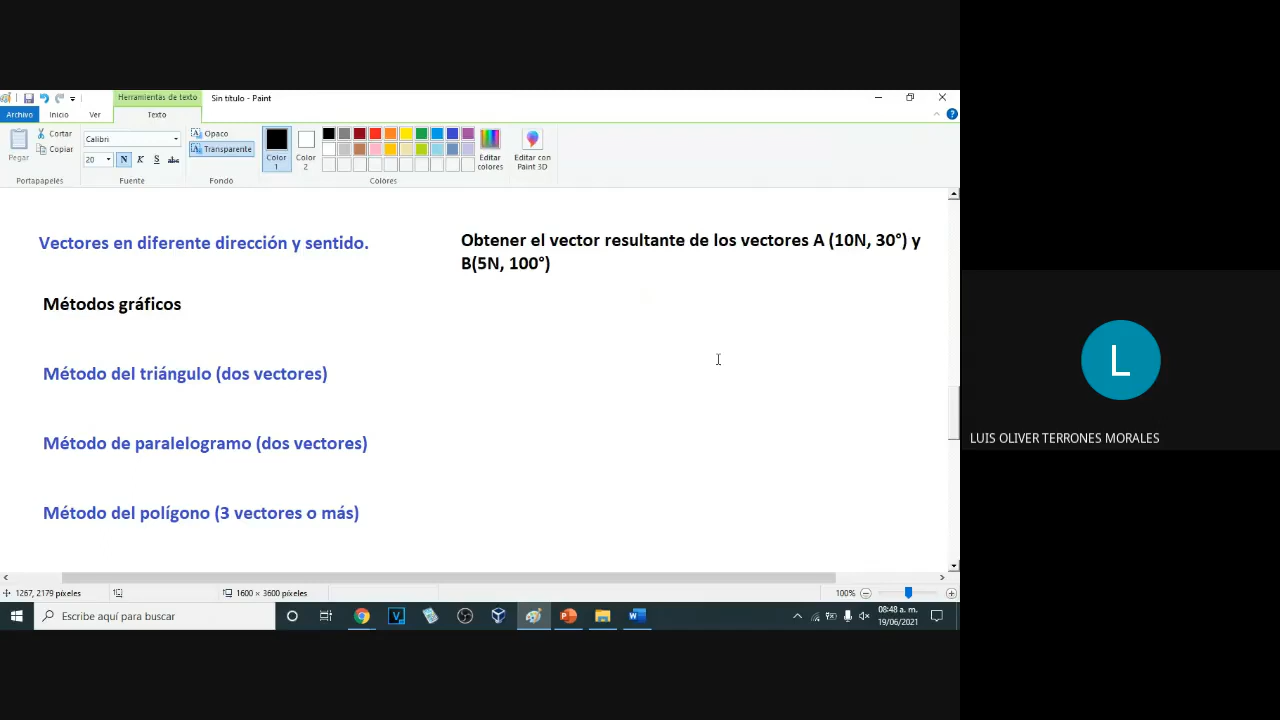 Herramientas de texto
Sin título - Paint
Archivo
Inicio
Ver
Texto
Pegar
Cortar
Copiar
Portapapeles
Calibri
20
N
K
S
abc
Fuente
Opaco
Transparente
Fondo
Color
1
Color
2
Editar
colores
Editar con
Paint 3D
Colores
Vectores en diferente dirección y sentido.
Métodos gráficos
Método del triángulo (dos vectores)
Método de paralelogramo (dos vectores)
Método del polígono (3 vectores o más)
Obtener el vector resultante de los vectores A (10N, 30°) y
B(5N, 100°)
L
LUIS OLIVER TERRONES MORALES
1267, 2179 píxeles
1600 × 3600 píxeles
100%
Escribe aquí para buscar
08:48 a. m.
19/06/2021